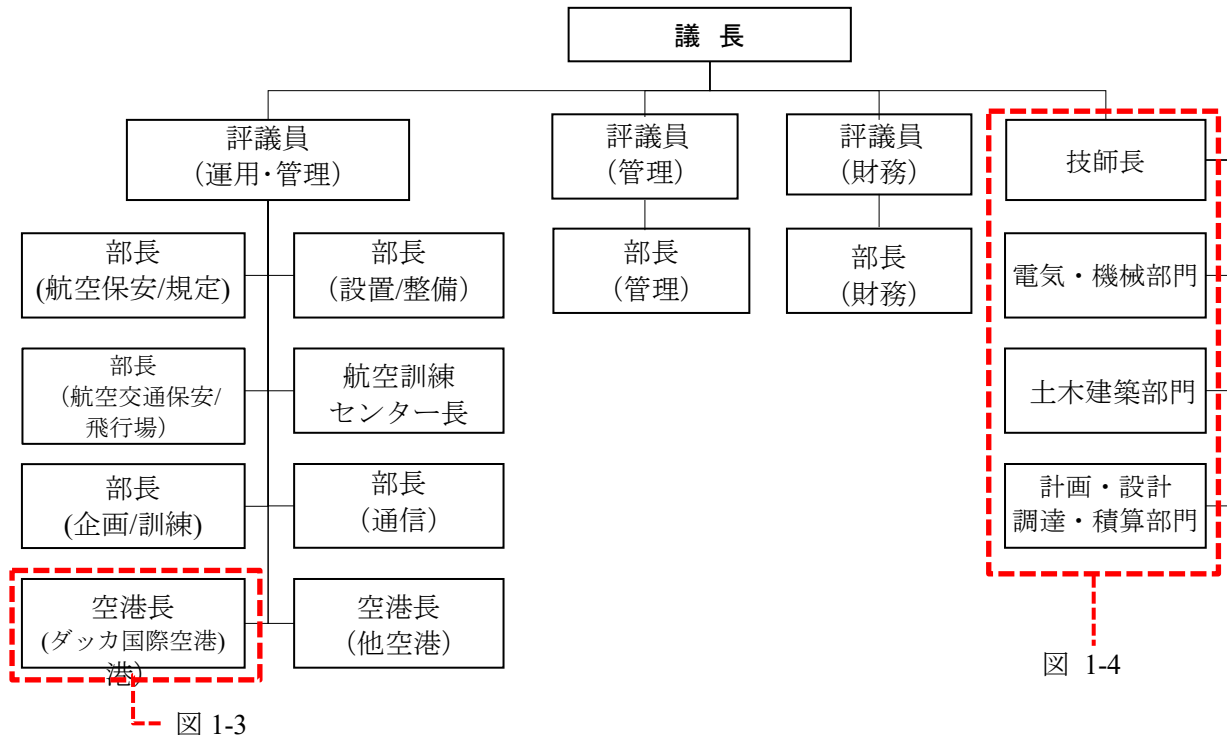 議 長
評議員
（運用・管理）
評議員
（管理）
評議員
（財務）
技師長
部長
(航空保安/規定)
部長
（設置/整備）
部長
（管理）
部長
（財務）
電気・機械部門
部長
（航空交通保安/
飛行場）
航空訓練
センター長
土木建築部門
部長
(企画/訓練)
部長
（通信）
計画・設計
調達・積算部門
空港長
(ダッカ国際空港)
港）
空港長
（他空港）
図 1-4
図 1-3